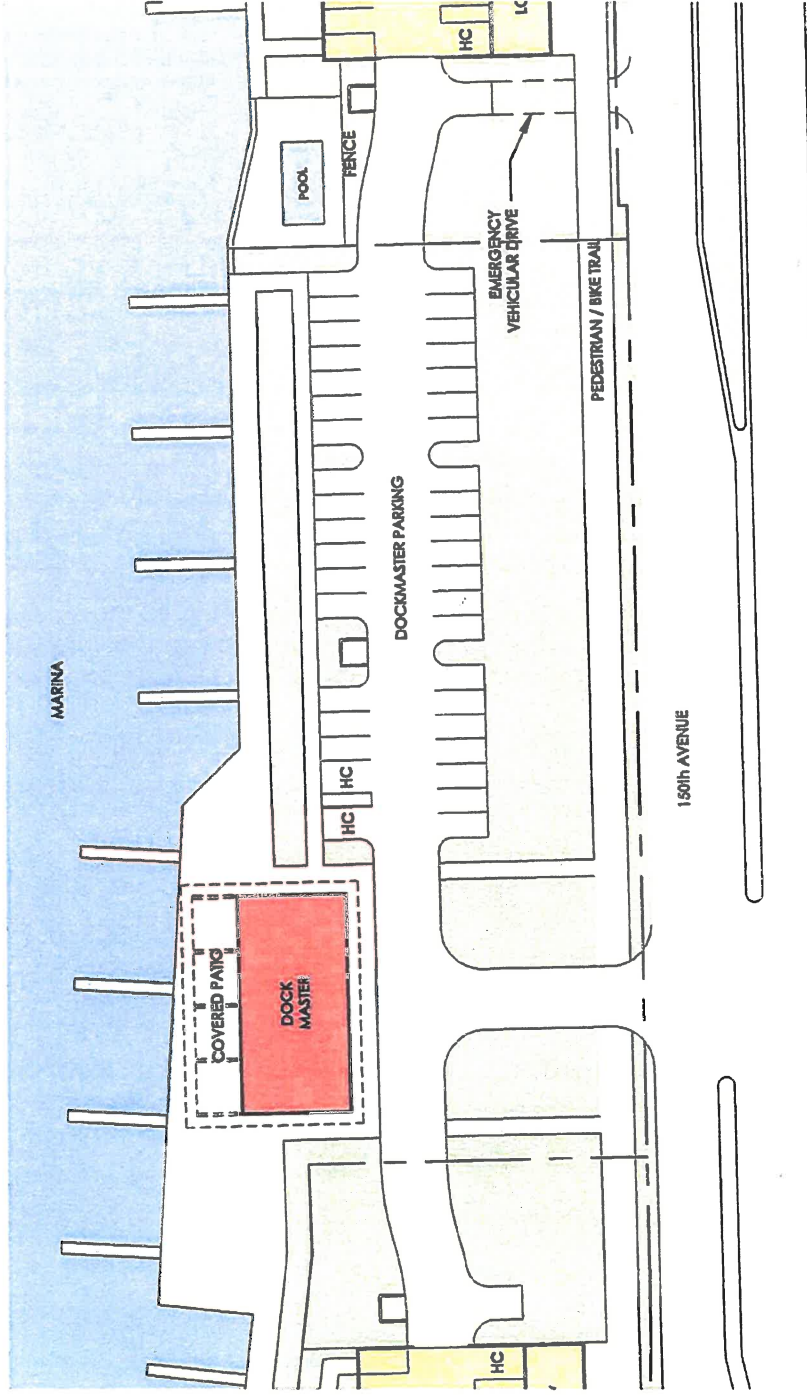 MARINA
COVERED PATIO
DOCK
MASTER
POOL
HC
HC
FENCE
DOCKMASTER PARKING
HC
HC
EMERGENCY
VEHICULAR DRIVE
PEDESTRIAN / BIKE TRAIL
150th AVENUE